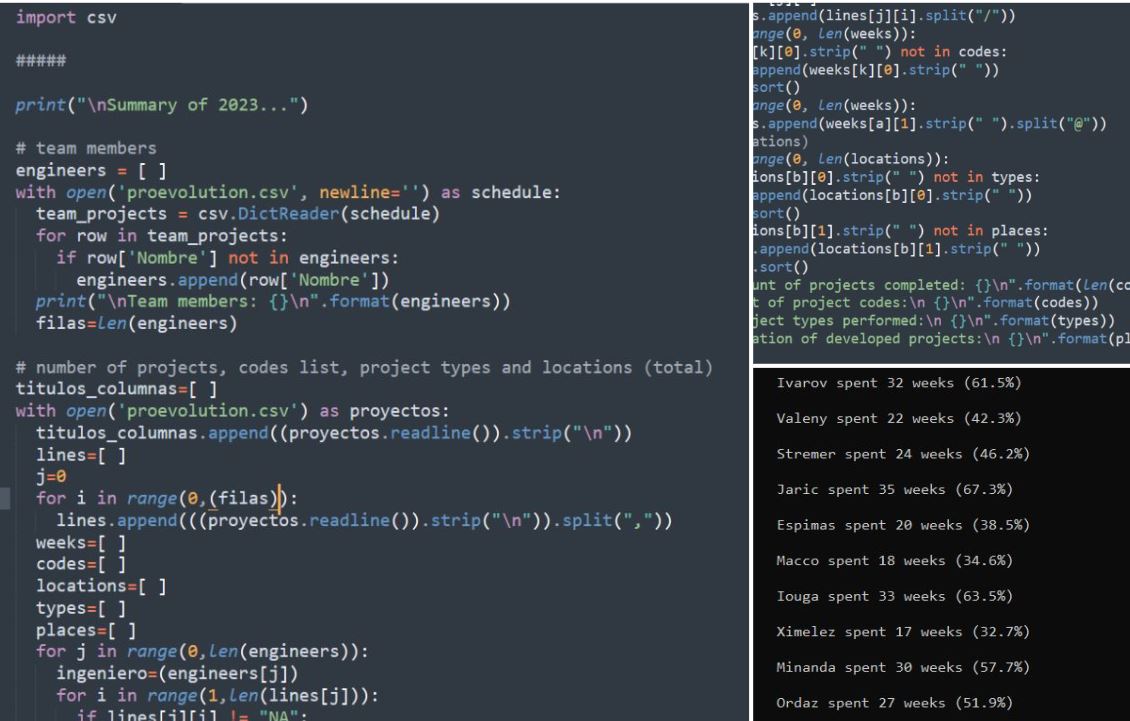 import csv
#####
print("\nSummary of 2023...")
# team members
engineers = [ ]
with open('proevolution.csv', newline='') as schedule:
team_projects = csv.DictReader(schedule)
for row in team_projects:
if row['Nombre'] not in engineers:
engineers.append(row['Nombre'])
print("\nTeam members: {}\n".format(engineers))
filas=len(engineers)
# number of projects, codes list, project types and locations (total)
titulos_columnas=[ ]
with open('proevolution.csv') as proyectos:
titulos_columnas.append((proyectos.readline()).strip("\n"))
lines=[ ]
j=0
for i in range(0,(filas)):
lines.append(((proyectos.readline()).strip("\n")).split(","))
weeks=[ ]
codes=[ ]
locations=[ ]
types=[ ]
places=[ ]
for j in range(0,len(engineers)):
ingeniero=(engineers[j])
for i in range(1,len(lines[j])):
if lines[j][i] != "NA":
s.append(lines[j][i].split("/"))
ange(0, len(weeks)):
[k][0].strip(" ") not in codes:
append(weeks[k][0].strip(" "))
sort()
ange(0, len(weeks)):
s.append(weeks[a][1].strip(" ").split("@"))
ations)
ange(0, len(locations)):
ions[b][0].strip(" ") not in types:
append(locations[b][0].strip(" "))
sort()
ions[b][1].strip(" ") not in places:
.append(locations[b][1].strip(" "))
.sort()
unt of projects completed: {}\n".format(len(co
t of project codes:\n {}\n".format(codes))
ject types performed:\n {}\n".format(types))
ation of developed projects:\n {}\n".format(pl
Ivarov spent 32 weeks (61.5%)
Valeny spent 22 weeks (42.3%)
Stremer spent 24 weeks (46.2%)
Jaric spent 35 weeks (67.3%)
Espimas spent 20 weeks (38.5%)
Macco spent 18 weeks (34.6%)
Iouga spent 33 weeks (63.5%)
Ximelez spent 17 weeks (32.7%)
Minanda spent 30 weeks (57.7%)
Ordaz spent 27 weeks (51.9%)